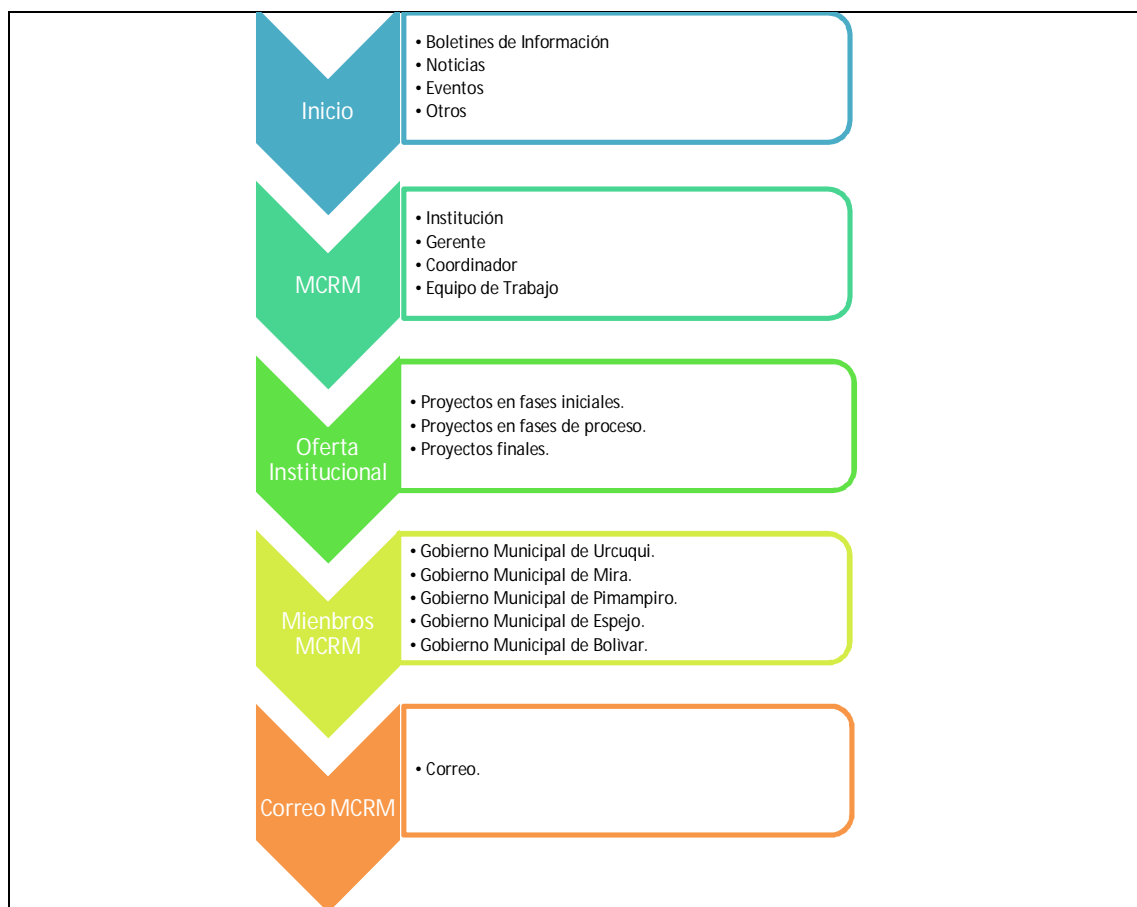 Inicio
• Boletines de Información
• Noticias
• Eventos
• Otros
MCRM
• Institución
• Gerente
• Coordinador
• Equipo de Trabajo
Oferta
Institucional
• Proyectos en fases iniciales.
• Proyectos en fases de proceso.
• Proyectos finales.
Mienbros
MCRM
• Gobierno Municipal de Urcuqui.
• Gobierno Municipal de Mira.
• Gobierno Municipal de Pimampiro.
• Gobierno Municipal de Espejo.
• Gobierno Municipal de Bolìvar.
Correo MCRM
• Correo.